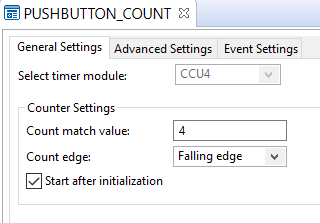 PUSHBUTTON_COUNT
General Settings Advanced Settings Event Settings
Select timer module: CCU4
Counter Settings
Count match value: 4
Count edge: Falling edge
Start after initialization